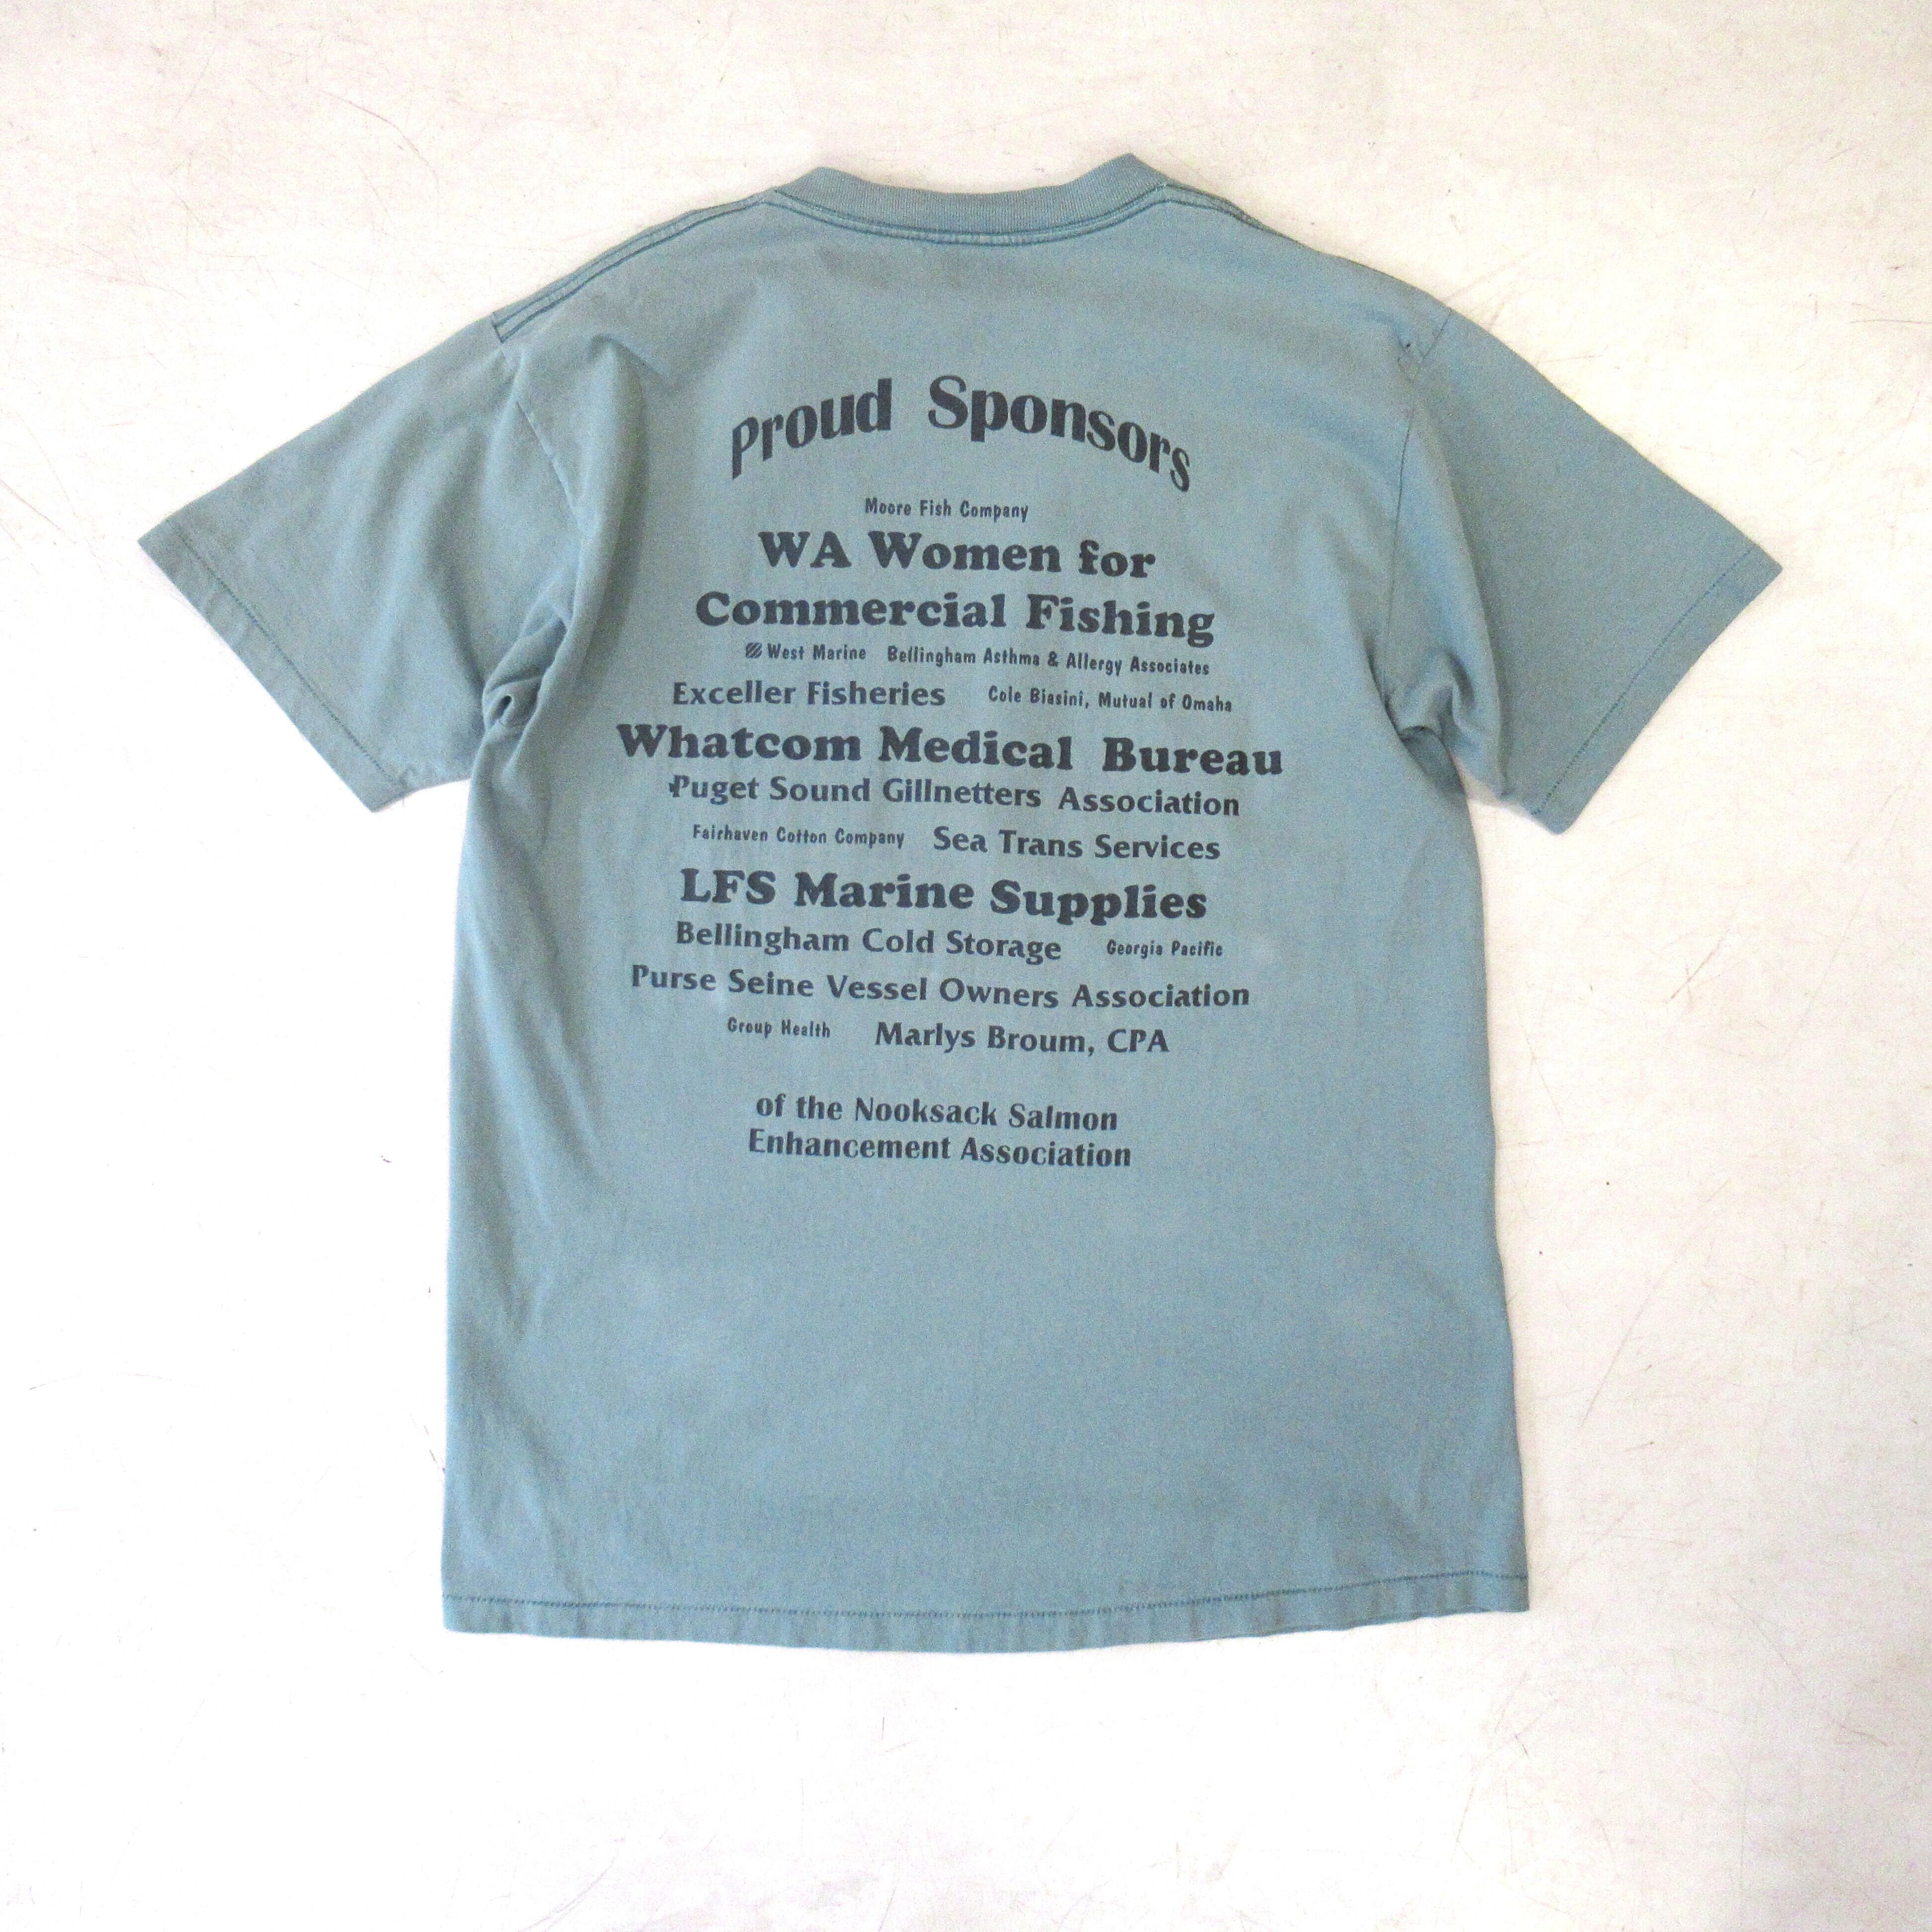 Proud Sponsors
Moore Fish Company
WA Women for
Commercial Fishing
West Marine Bellingham Asthma & Allergy Associates
Exceller Fisheries Cole Biasini, Mutual of Omaha
Whatcom Medical Bureau
Puget Sound Gillnetters Association
Fairhaven Cotton Company Sea Trans Services
LFS Marine Supplies
Bellingham Cold Storage Georgia Pacific
Purse Seine Vessel Owners Association
Group Health Marlys Broum, CPA
of the Nooksack Salmon
Enhancement Association